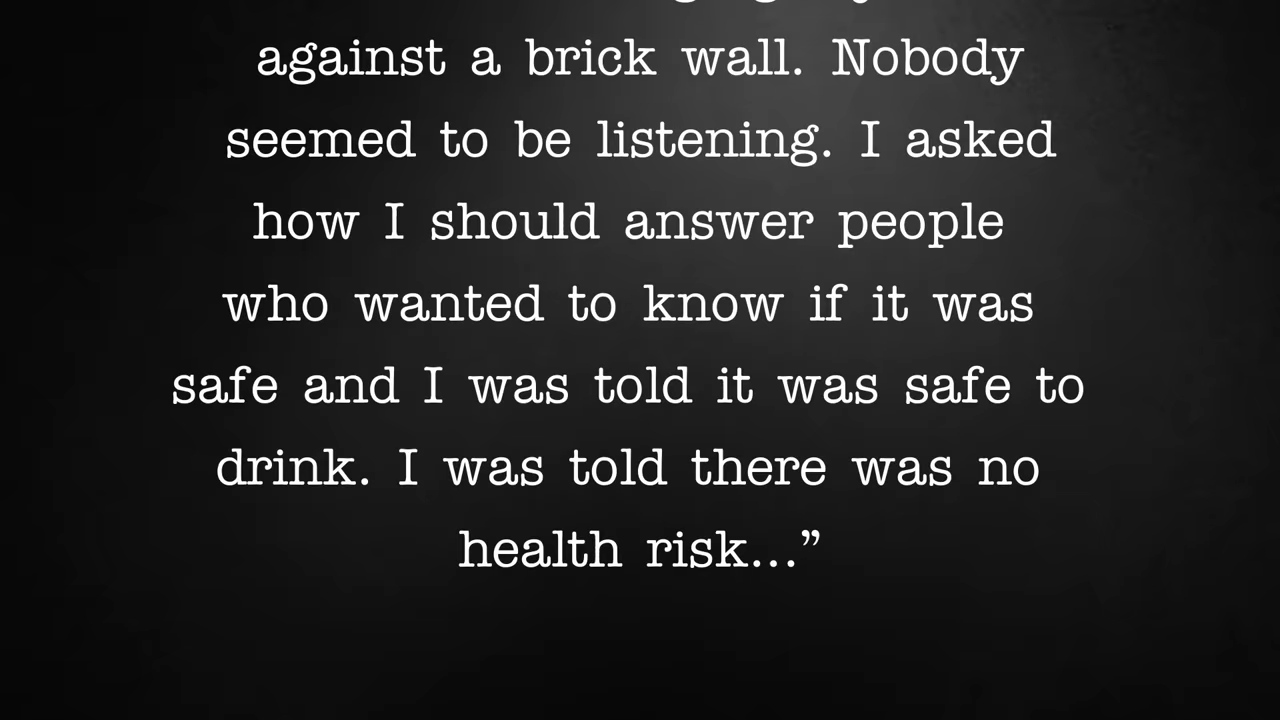 against a brick wall. Nobody
seemed to be listening. I asked
how I should answer people
who wanted to know if it was
safe and I was told it was safe to
drink. I was told there was no
health risk...”